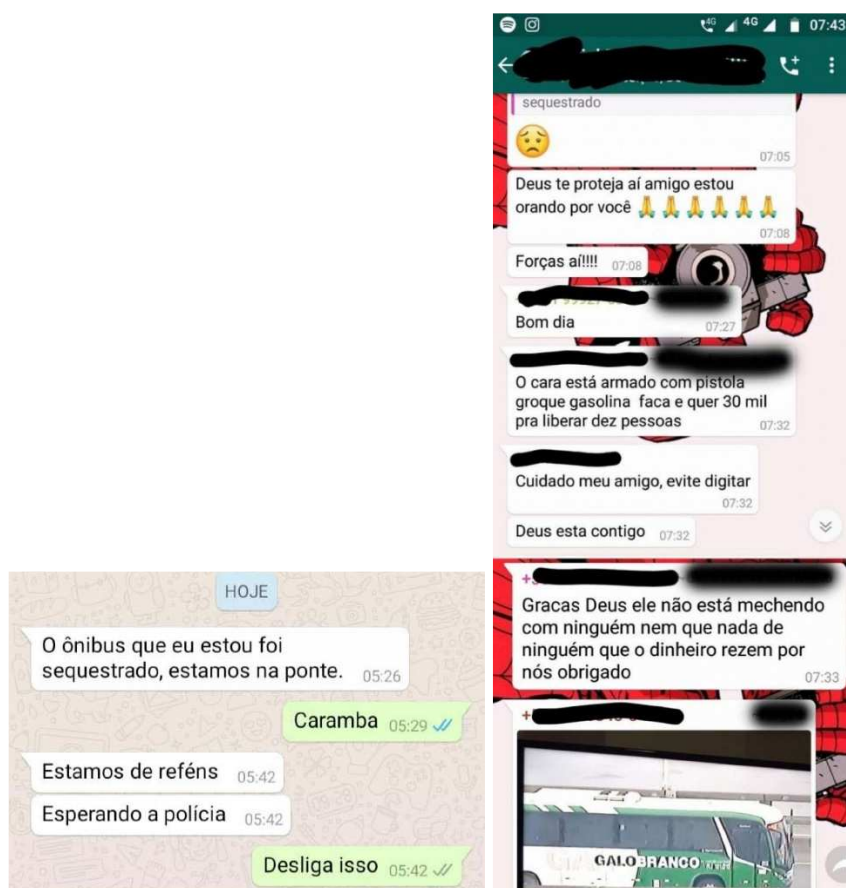 HOJE
O ônibus que eu estou foi
sequestrado, estamos na ponte. 05:26
Caramba 05:29
Estamos de reféns 05:42
Esperando a polícia 05:42
Desliga isso 05:42
4G 4G 07:43
sequestrado
07:05
Deus te proteja aí amigo estou
orando por você
07:08
Forças aí!!!! 07:08
Bom dia 07:27
O cara está armado com pistola
groque gasolina faca e quer 30 mil
pra liberar dez pessoas 07:32
Cuidado meu amigo, evite digitar
07:32
Deus esta contigo 07:32
Gracas Deus ele não está mechendo
com ninguém nem que nada de
ninguém que o dinheiro rezem por
nós obrigado 07:33
GALOBRANCO